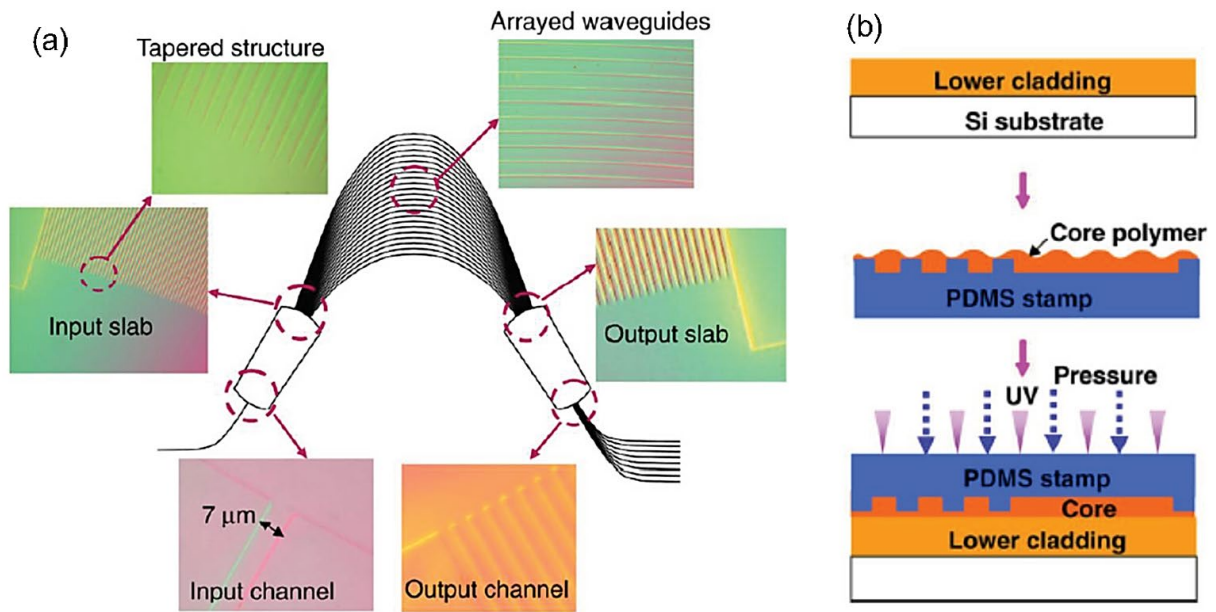 (a)
Tapered structure
Arrayed waveguides
Input slab
Output slab
7 μm
Input channel
Output channel
(b)
Lower cladding
Si substrate
Core polymer
PDMS stamp
UV
Pressure
PDMS stamp
Core
Lower cladding